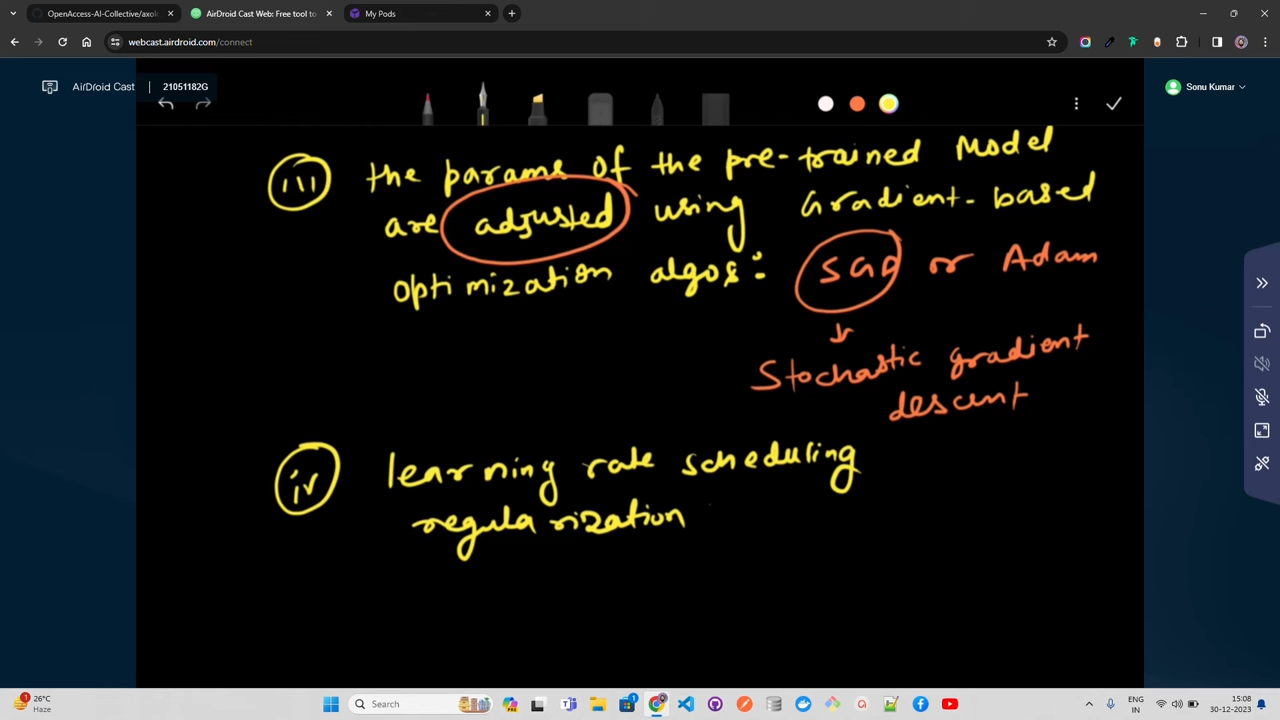 OpenAccess-AI-Collective/axolo
AirDroid Cast Web: Free tool to
My Pods
webcast.airdroid.com/connect
AirDroid Cast
21051182G
Sonu Kumar
iii the params of the pre-trained Model
are adjusted using Gradient-based
optimization algos: SGD or Adam
Stochastic gradient
descent
iv learning rate scheduling
regularization
1
26°C
Haze
Search
PRE
1
ENG
IN
15:08
30-12-2023